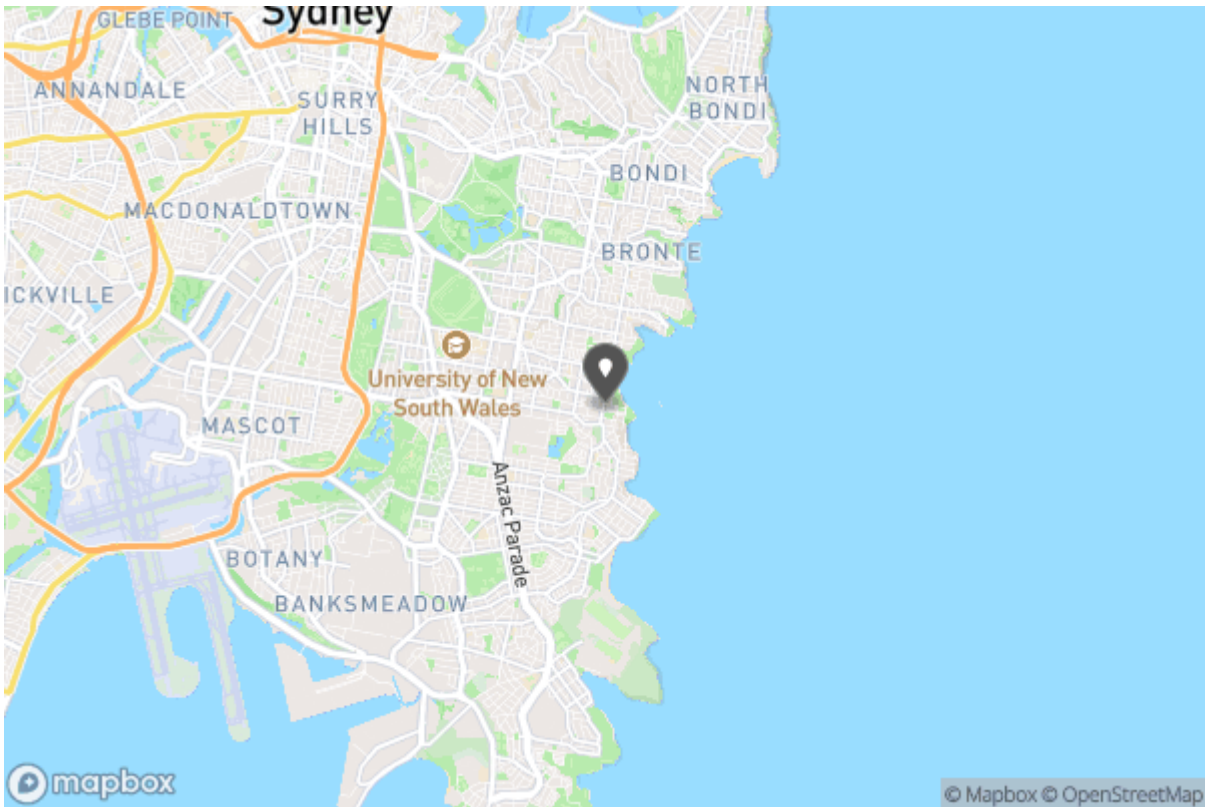 GLEBE POINT
Sydney
ANNANDALE
SURRY
HILLS
NORTH
BONDI
BONDI
MACDONALDTOWN
BRONTE
ICKVILLE
University of New
South Wales
MASCOT
Anzac Parade
BOTANY
BANKSMEADOW
mapbox
© Mapbox © OpenStreetMap